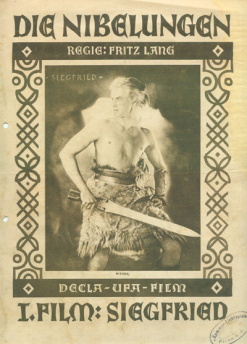 DIE NIBELUNGEN
REGIE: FRITZ LANG
SIEGFRIED
DECLA-UFA-FILM
I. FILM: SIEGFRIED